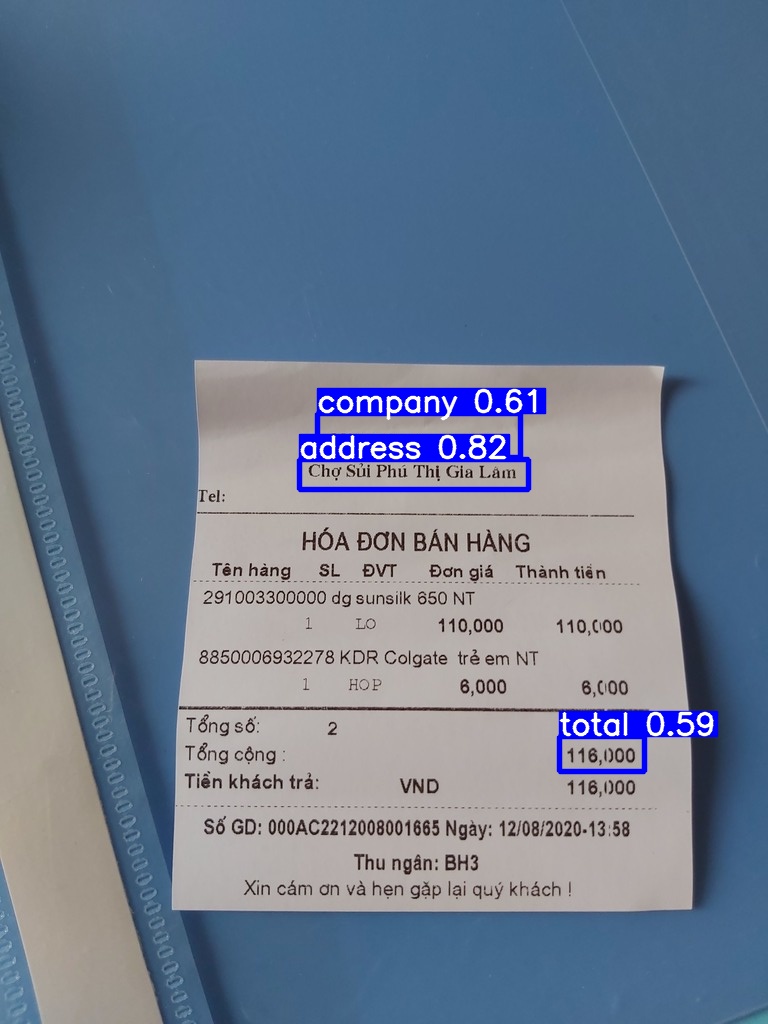 company 0.61
address 0.82
Chợ Sủi Phú Thị Gia Lâm
Tel:
HÓA ĐƠN BÁN HÀNG
Tên hàng SL ĐVT Đơn giá Thành tiền
291003300000 dg sunsilk 650 NT
1 LO 110,000 110,000
8850006932278 KDR Colgate trẻ em NT
1 HOP 6,000 6,000
total 0.59
Tổng số: 2
Tổng cộng : 116,000
Tiền khách trả: VND 116,000
Số GD: 000AC2212008001665 Ngày: 12/08/2020-13:58
Thu ngân: BH3
Xin cám ơn và hẹn gặp lại quý khách !